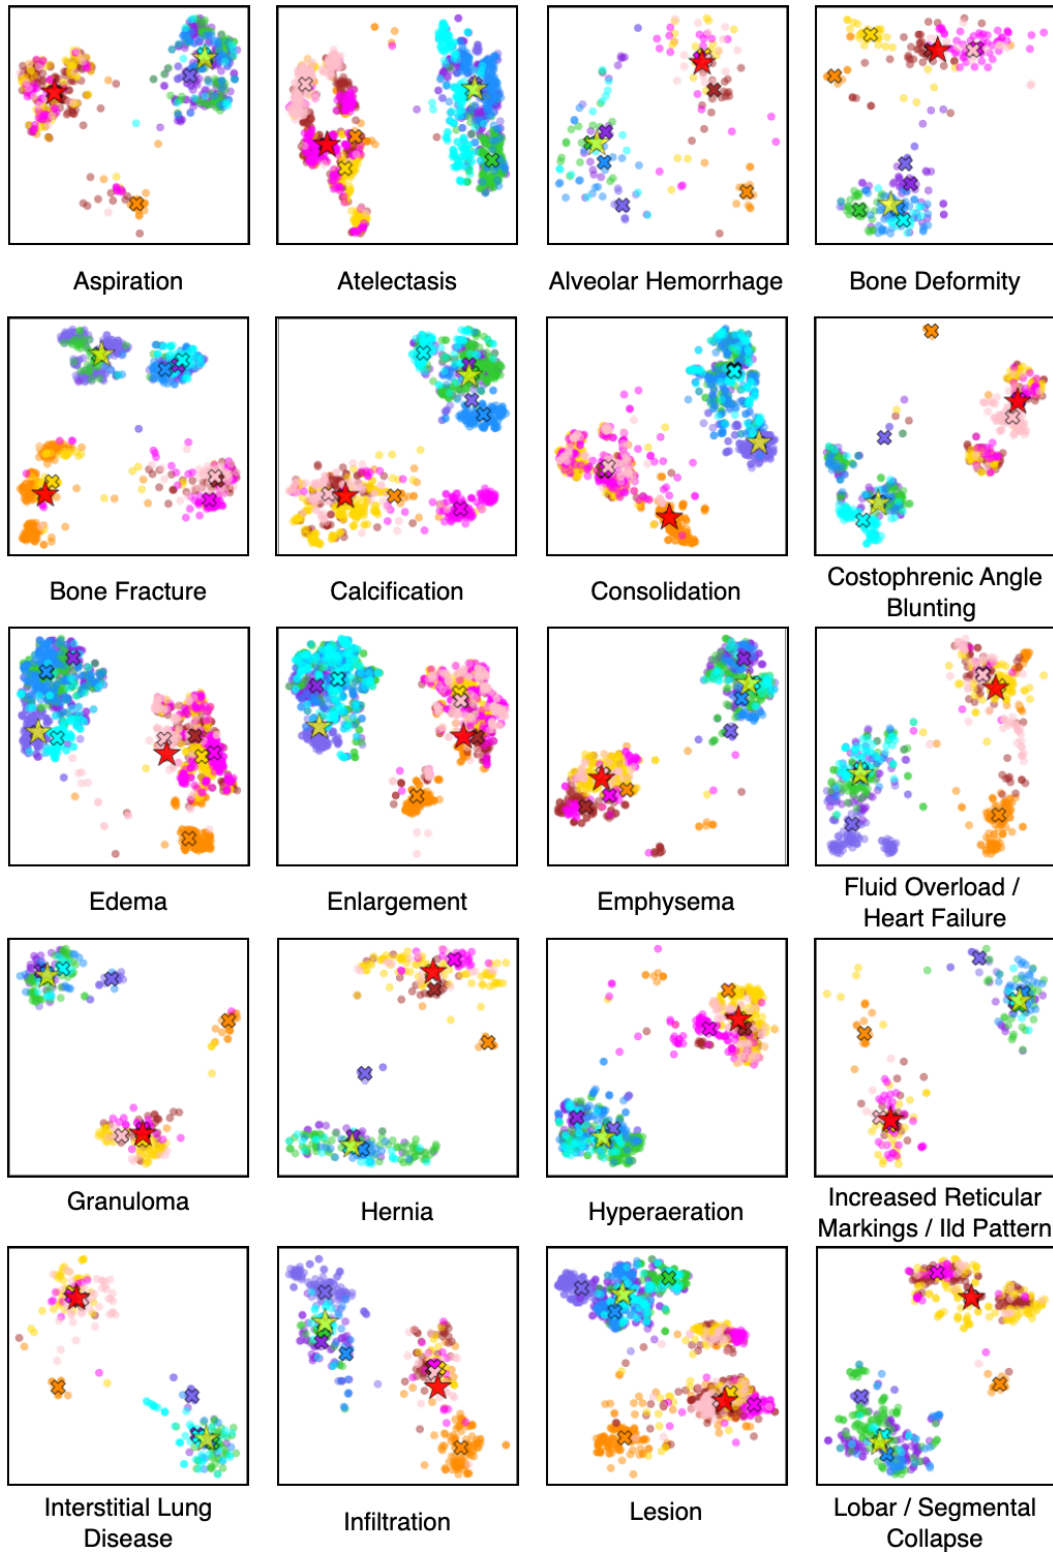 Aspiration
Atelectasis
Alveolar Hemorrhage
Bone Deformity
Bone Fracture
Calcification
Consolidation
Costophrenic Angle
Blunting
Edema
Enlargement
Emphysema
Fluid Overload /
Heart Failure
Granuloma
Hernia
Hyperaeration
Increased Reticular
Markings / Ild Pattern
Interstitial Lung
Disease
Infiltration
Lesion
Lobar / Segmental
Collapse